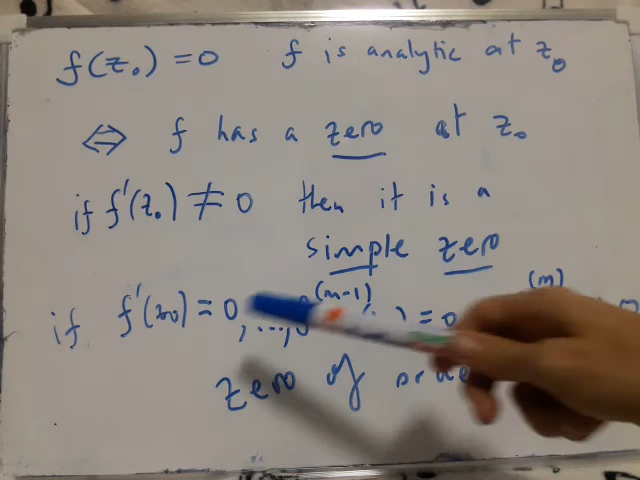 f(z₀) = 0 f is analytic at z₀
⇔ f has a zero at z₀
if f'(z₀) ≠ 0 then it is a
simple zero
if f'(z₀) = 0, ..., (m-1) ) = 0 (m)
zero of